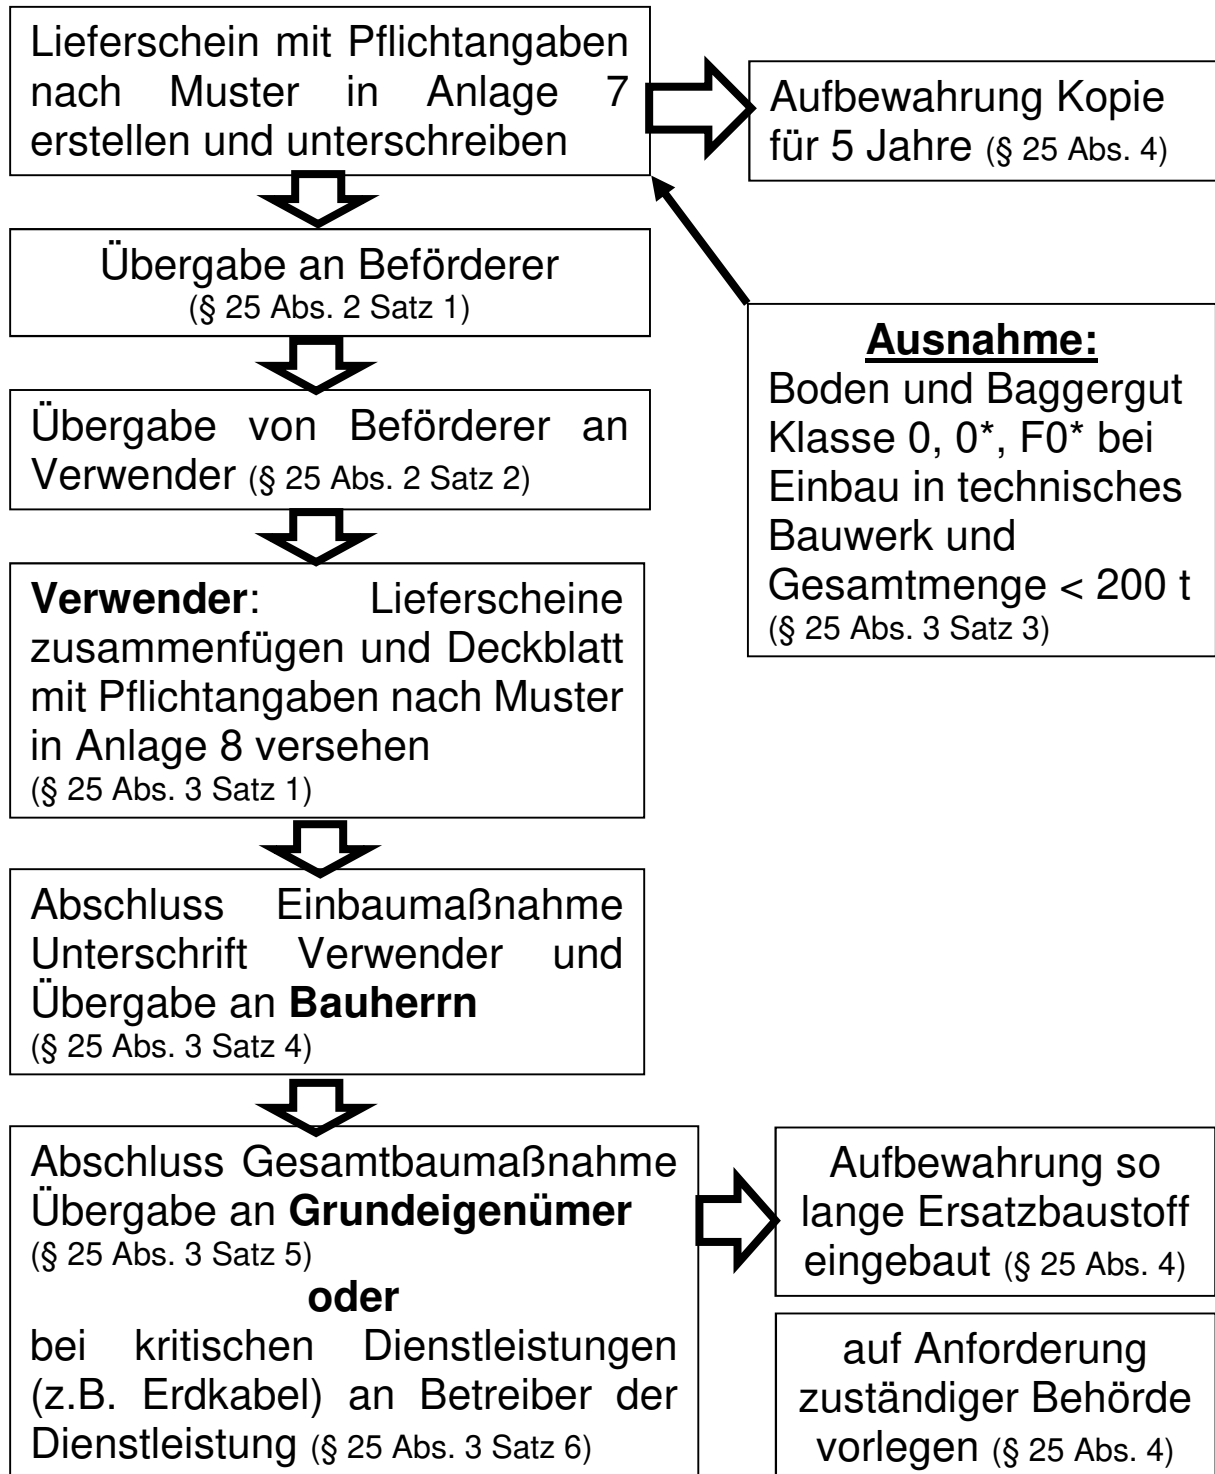 Lieferschein mit Pflichtangaben
nach Muster in Anlage 7
erstellen und unterschreiben
Aufbewahrung Kopie
für 5 Jahre (§ 25 Abs. 4)
Übergabe an Beförderer
(§ 25 Abs. 2 Satz 1)
Übergabe von Beförderer an
Verwender (§ 25 Abs. 2 Satz 2)
Ausnahme:
Boden und Baggergut
Klasse 0, 0*, F0* bei
Einbau in technisches
Bauwerk und
Gesamtmenge < 200 t
(§ 25 Abs. 3 Satz 3)
Verwender: Lieferscheine
zusammenfügen und Deckblatt
mit Pflichtangaben nach Muster
in Anlage 8 versehen
(§ 25 Abs. 3 Satz 1)
Abschluss Einbaumaßnahme
Unterschrift Verwender und
Übergabe an Bauherrn
(§ 25 Abs. 3 Satz 4)
Abschluss Gesamtbaumaßnahme
Übergabe an Grundeigenümer
(§ 25 Abs. 3 Satz 5)
oder
bei kritischen Dienstleistungen
(z.B. Erdkabel) an Betreiber der
Dienstleistung (§ 25 Abs. 3 Satz 6)
Aufbewahrung so
lange Ersatzbaustoff
eingebaut (§ 25 Abs. 4)
auf Anforderung
zuständiger Behörde
vorlegen (§ 25 Abs. 4)